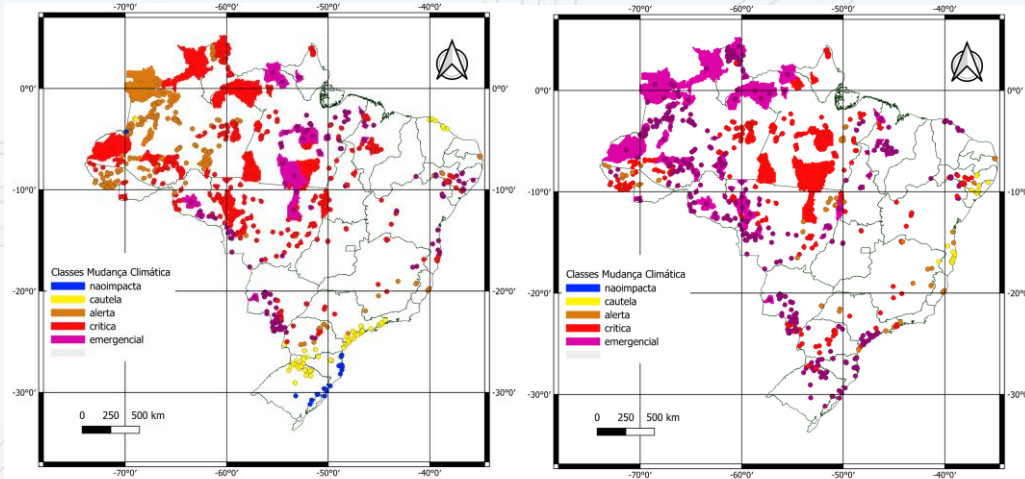 -70°0' -60°0' -50°0' -40°0'
0°0' 0°0'
-10°0' -10°0'
-20°0' -20°0'
-30°0' -30°0'
Classes Mudança Climática
naoimpacta
cautela
alerta
critica
emergencial
0 250 500 km
-70°0' -60°0' -50°0' -40°0'
-70°0' -60°0' -50°0' -40°0'
0°0' 0°0'
-10°0' -10°0'
-20°0' -20°0'
-30°0' -30°0'
Classes Mudança Climática
naoimpacta
cautela
alerta
critica
emergencial
0 250 500 km
-70°0' -60°0' -50°0' -40°0'